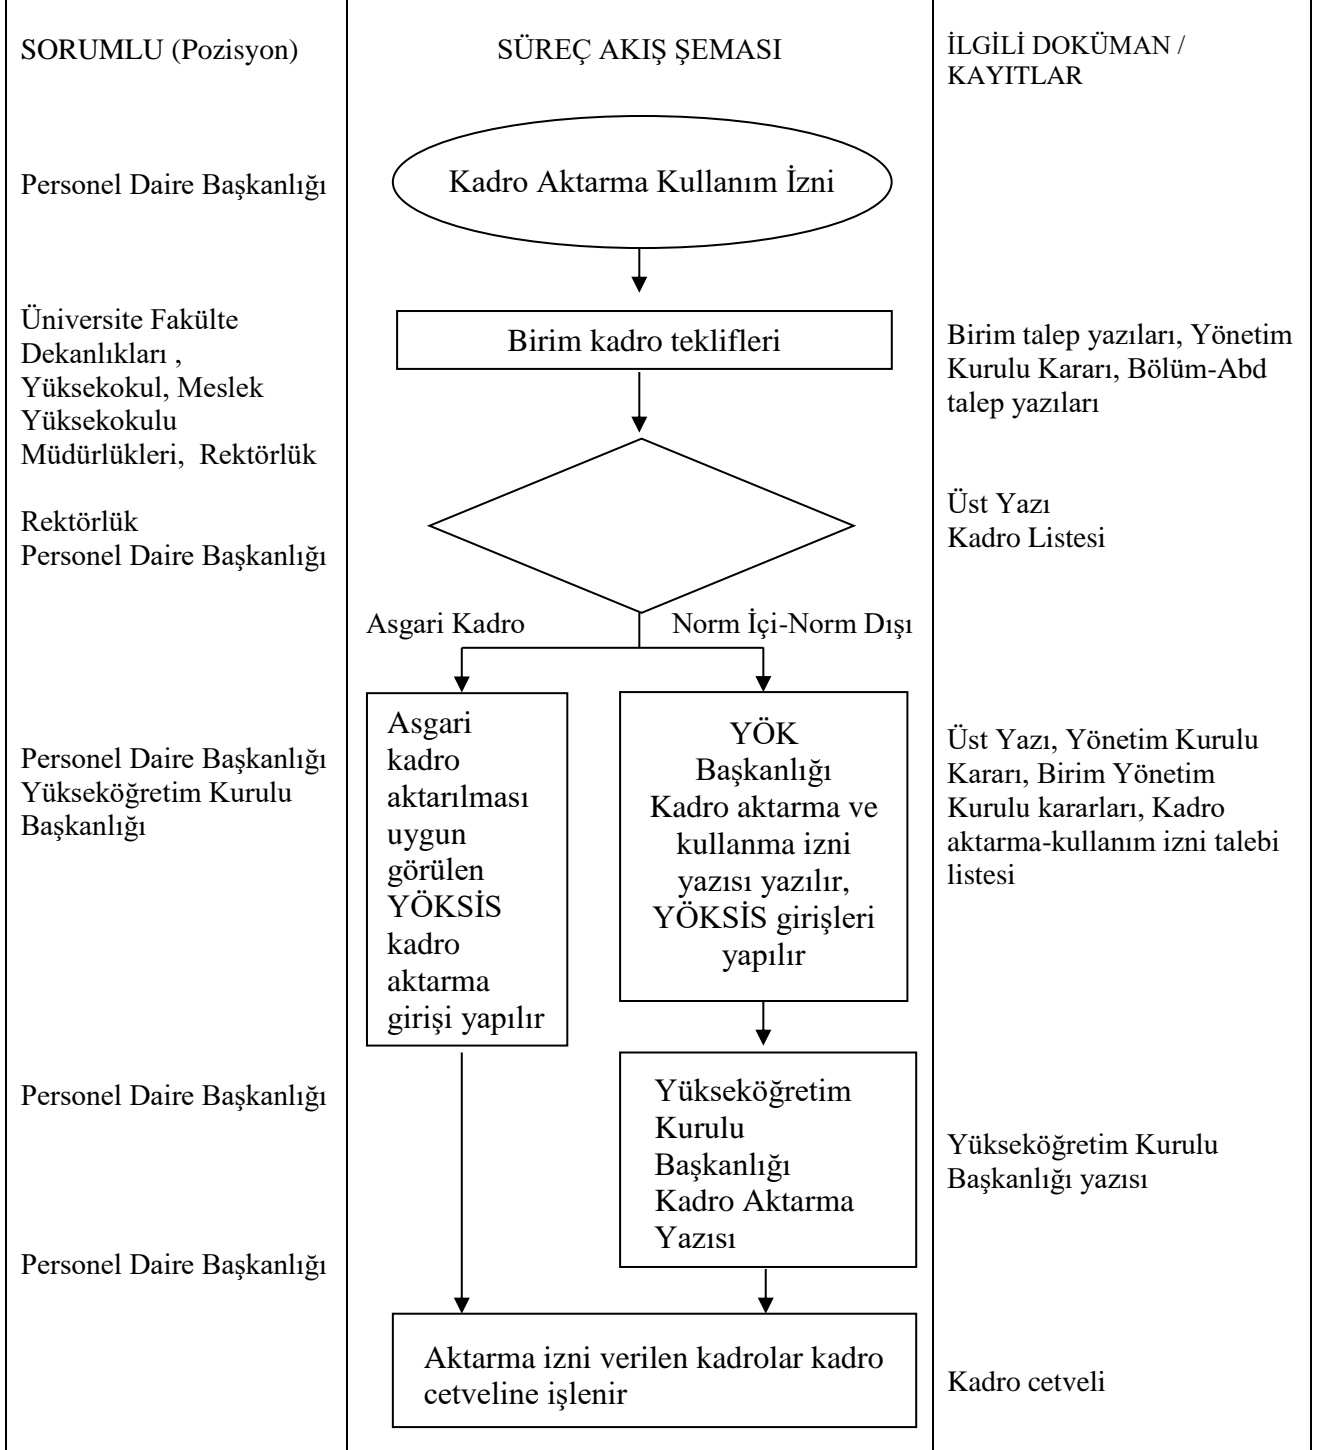 SORUMLU (Pozisyon)
SÜREÇ AKIŞ ŞEMASI
İLGİLİ DOKÜMAN /
KAYITLAR
Personel Daire Başkanlığı
Kadro Aktarma Kullanım İzni
Üniversite Fakülte
Dekanlıkları ,
Yüksekokul, Meslek
Yüksekokulu
Müdürlükleri,  Rektörlük
Birim kadro teklifleri
Birim talep yazıları, Yönetim
Kurulu Kararı, Bölüm-Abd
talep yazıları
Rektörlük
Personel Daire Başkanlığı
Üst Yazı
Kadro Listesi
Asgari Kadro
Norm İçi-Norm Dışı
Personel Daire Başkanlığı
Yükseköğretim Kurulu
Başkanlığı
Asgari
kadro
aktarılması
uygun
görülen
YÖKSİS
kadro
aktarma
girişi yapılır
YÖK
Başkanlığı
Kadro aktarma ve
kullanma izni
yazısı yazılır,
YÖKSİS girişleri
yapılır
Üst Yazı, Yönetim Kurulu
Kararı, Birim Yönetim
Kurulu kararları, Kadro
aktarma-kullanım izni talebi
listesi
Personel Daire Başkanlığı
Yükseköğretim
Kurulu
Başkanlığı
Kadro Aktarma
Yazısı
Yükseköğretim Kurulu
Başkanlığı yazısı
Personel Daire Başkanlığı
Aktarma izni verilen kadrolar kadro
cetveline işlenir
Kadro cetveli